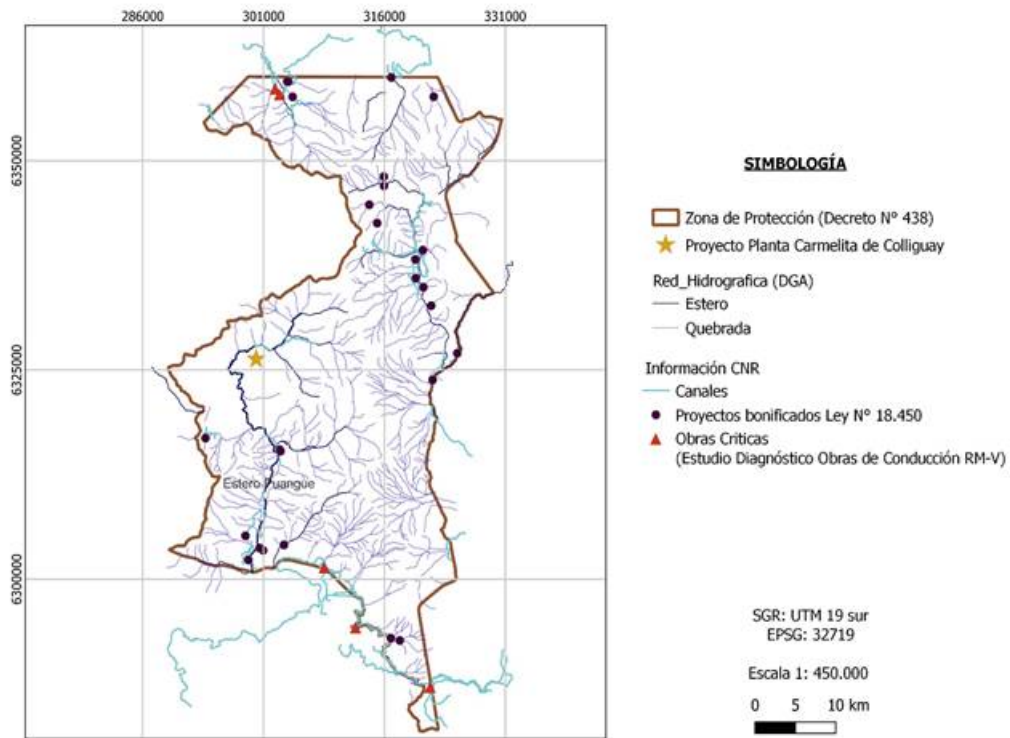 286000 301000 316000 331000
6350000
6325000
6300000
Estero Puangue
SIMBOLOGÍA
Zona de Protección (Decreto N° 438)
Proyecto Planta Carmelita de Colliguay
Red_Hidrografica (DGA)
Estero
Quebrada
Información CNR
Canales
Proyectos bonificados Ley N° 18.450
Obras Criticas
(Estudio Diagnóstico Obras de Conducción RM-V)
SGR: UTM 19 sur
EPSG: 32719
Escala 1: 450.000
0 5 10 km